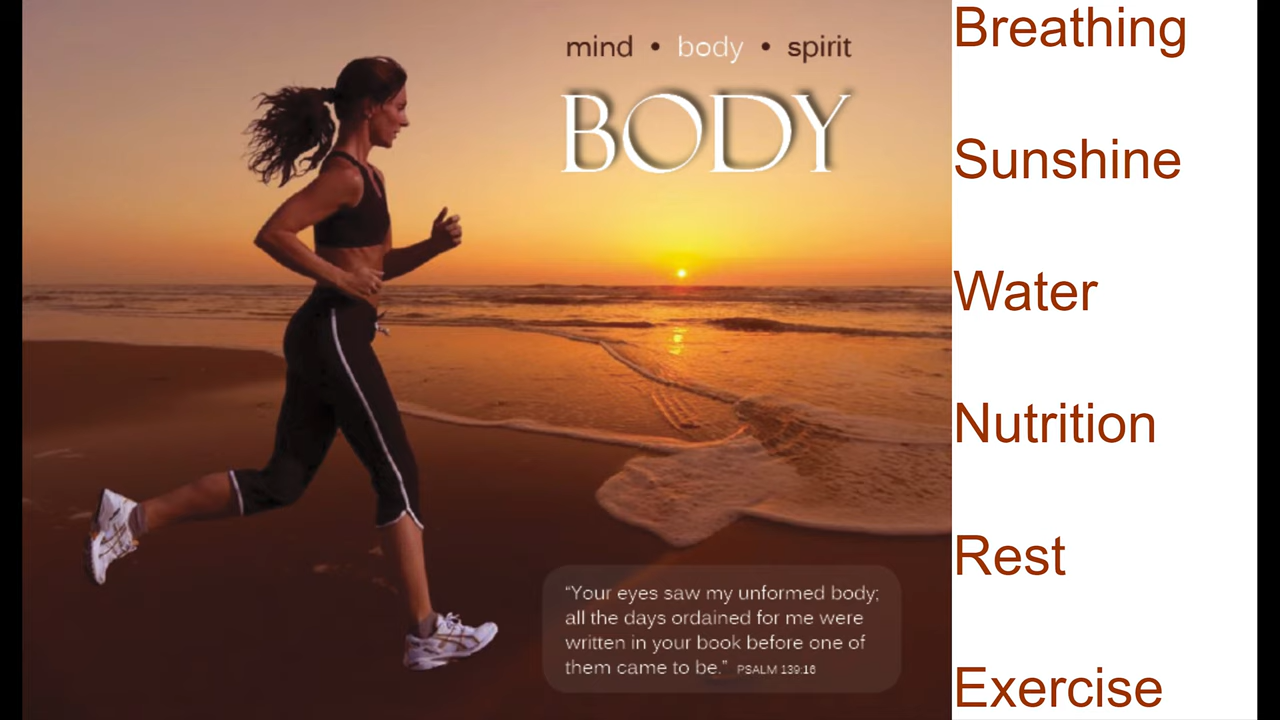 mind • body • spirit
BODY
“Your eyes saw my unformed body;
all the days ordained for me were
written in your book before one of
them came to be.” PSALM 139:16
Breathing
Sunshine
Water
Nutrition
Rest
Exercise